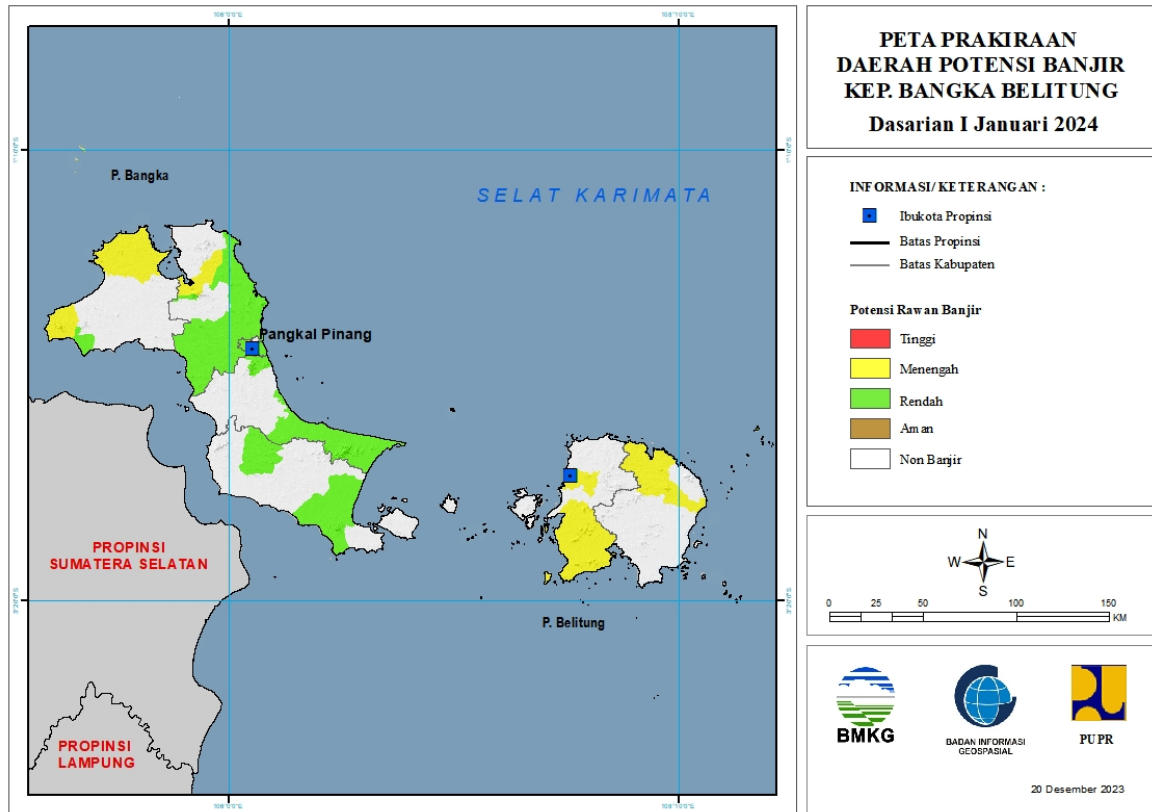 PETA PRAKIRAAN
DAERAH POTENSI BANJIR
KEP. BANGKA BELITUNG
Dasarian I Januari 2024
P. Bangka
SELAT KARIMATA
Pangkal Pinang
PROPINSI
SUMATERA SELATAN
P. Belitung
PROPINSI
LAMPUNG
INFORMASI/ KETERANGAN :
Ibukota Propinsi
Batas Propinsi
Batas Kabupaten
Potensi Rawan Banjir
Tinggi
Menengah
Rendah
Aman
Non Banjir
N
W E
S
0 25 50 100 150
KM
BMKG
BADAN INFORMASI
GEOSPASIAL
PUPR
20 Desember 2023